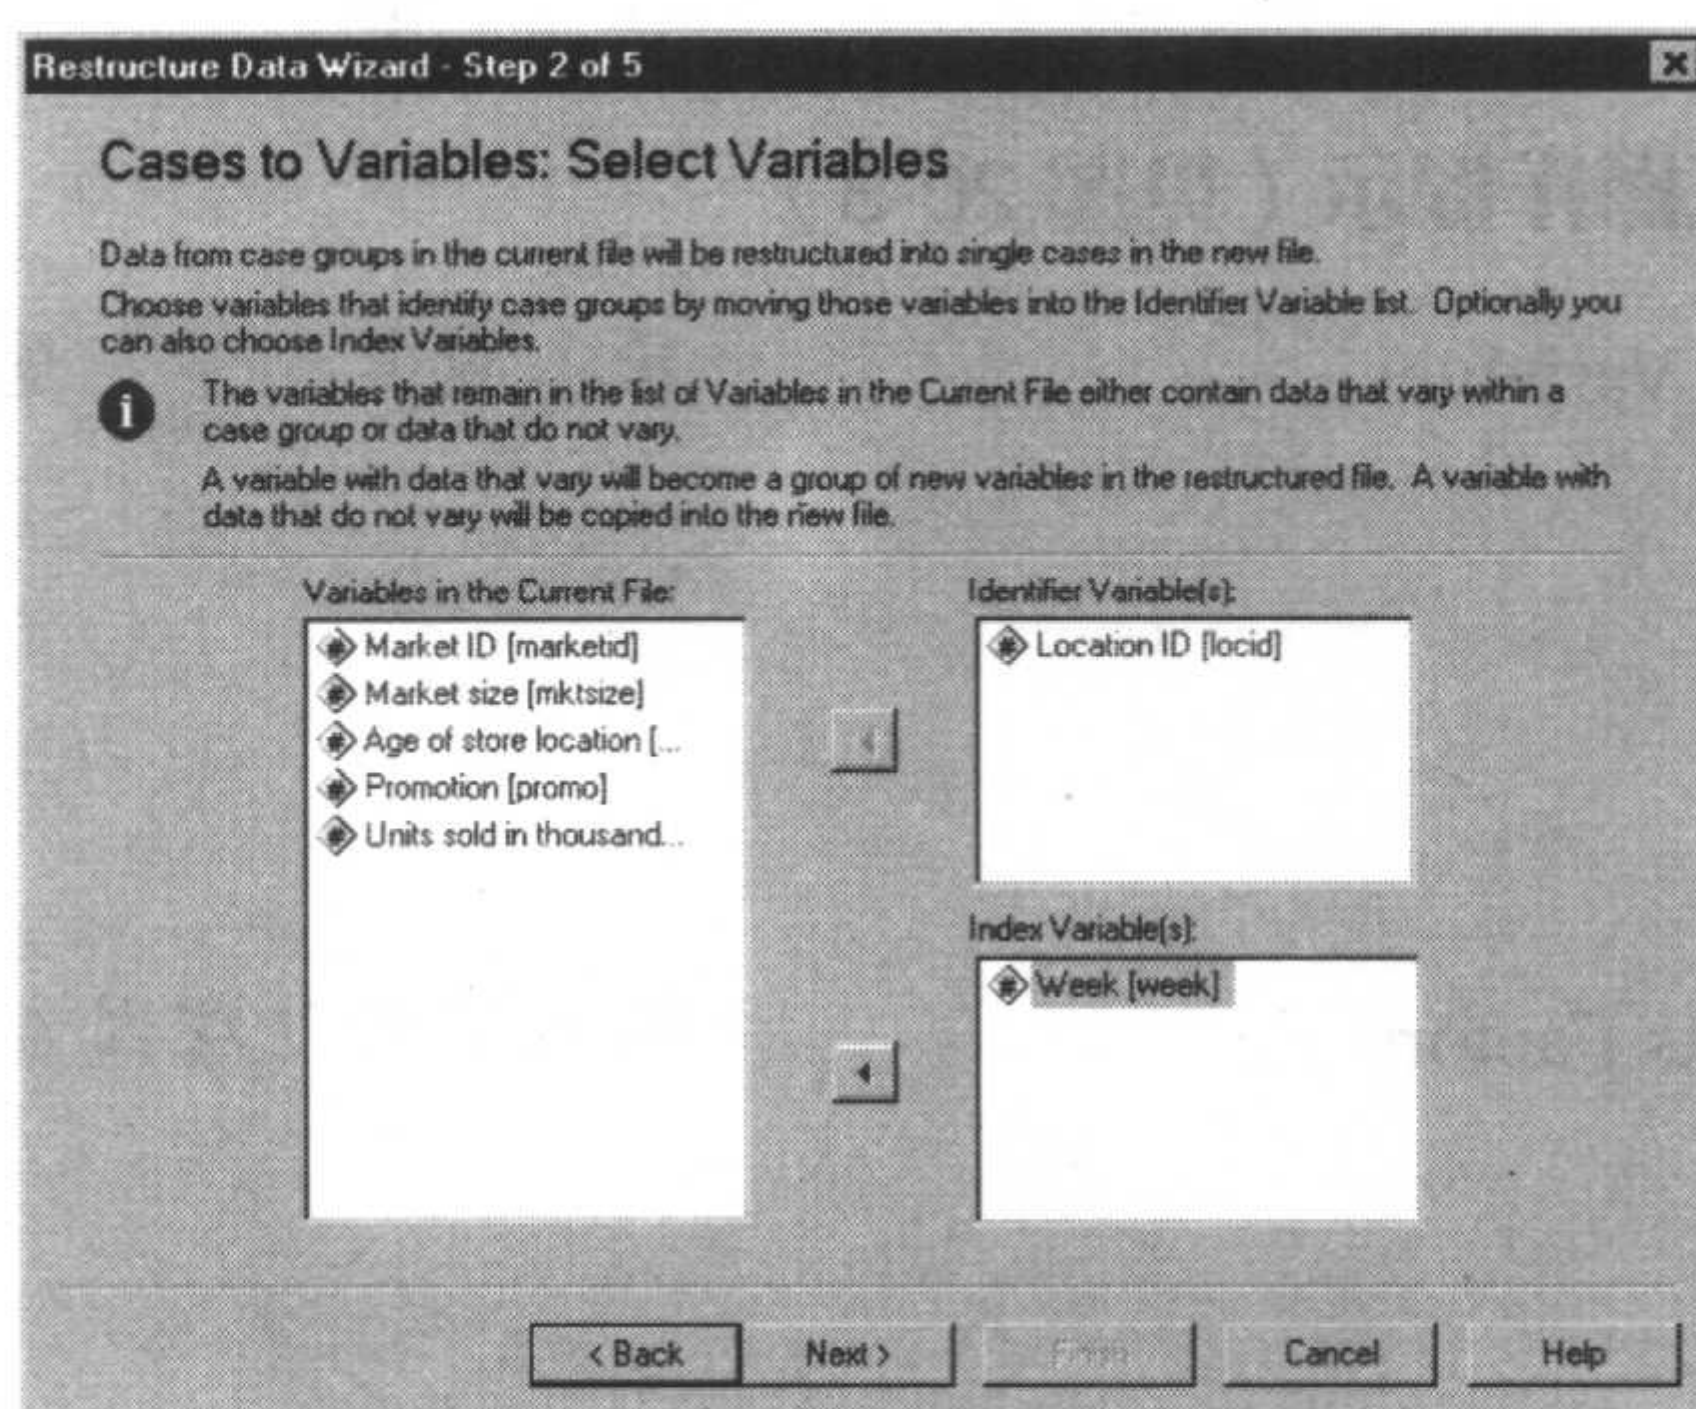 Restructure Data Wizard - Step 2 of 5
Cases to Variables: Select Variables
Data from case groups in the current file will be restructured into single cases in the new file.
Choose variables that identify case groups by moving those variables into the Identifier Variable list. Optionally you
can also choose Index Variables.
The variables that remain in the list of Variables in the Current File either contain data that vary within a
case group or data that do not vary.
A variable with data that vary will become a group of new variables in the restructured file. A variable with
data that do not vary will be copied into the new file.
Variables in the Current File:
Market ID [marketid]
Market size [mktsize]
Age of store location [...
Promotion [promo]
Units sold in thousand...
Identifier Variable(s):
Location ID [locid]
Index Variable(s):
Week [week]
< Back
Next >
Finish
Cancel
Help